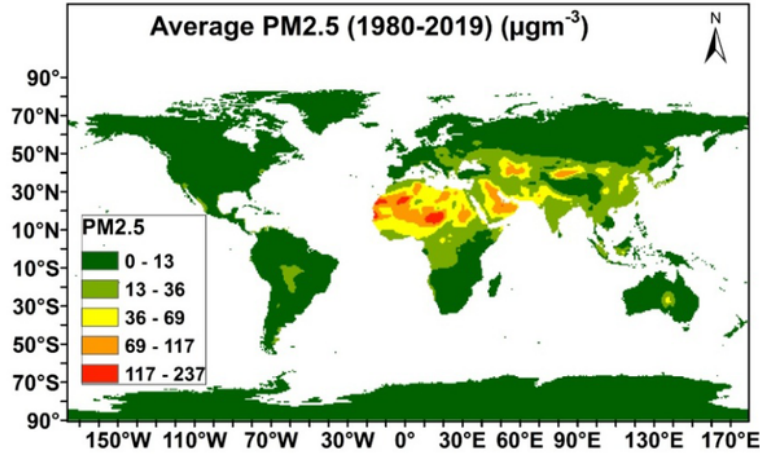 Average PM2.5 (1980-2019) (µgm⁻³)
N
90°
70°N
50°N
30°N
10°N
10°S
30°S
50°S
70°S
90°
PM2.5
0 - 13
13 - 36
36 - 69
69 - 117
117 - 237
150°W 110°W 70°W 30°W 0° 30°E 60°E 90°E 130°E 170°E